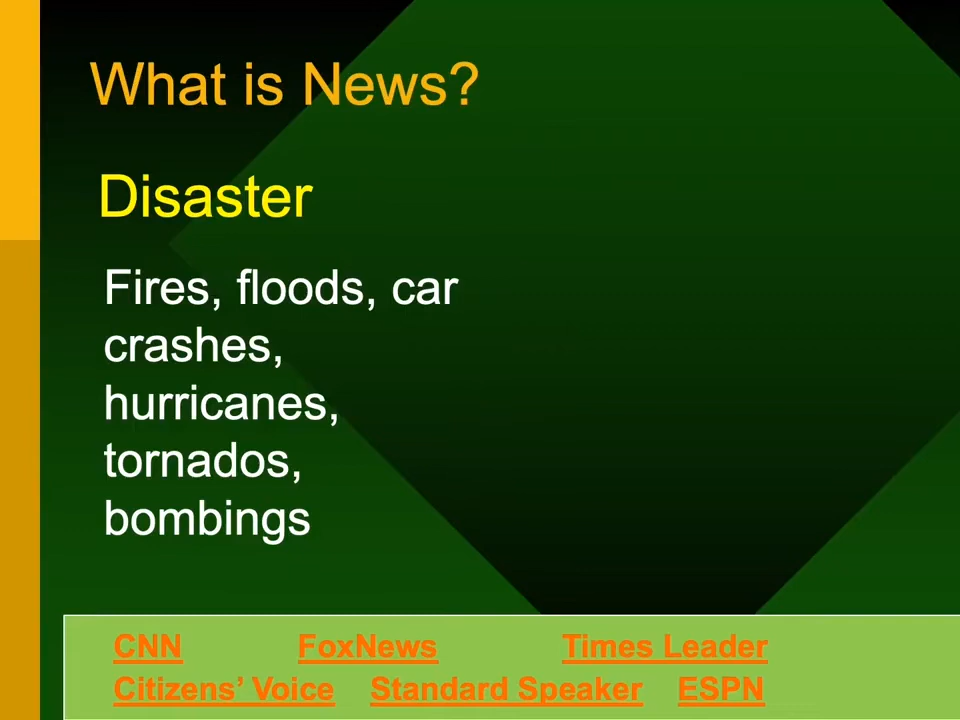 What is News?
Disaster
Fires, floods, car
crashes,
hurricanes,
tornados,
bombings
CNN FoxNews Times Leader
Citizens’ Voice Standard Speaker ESPN